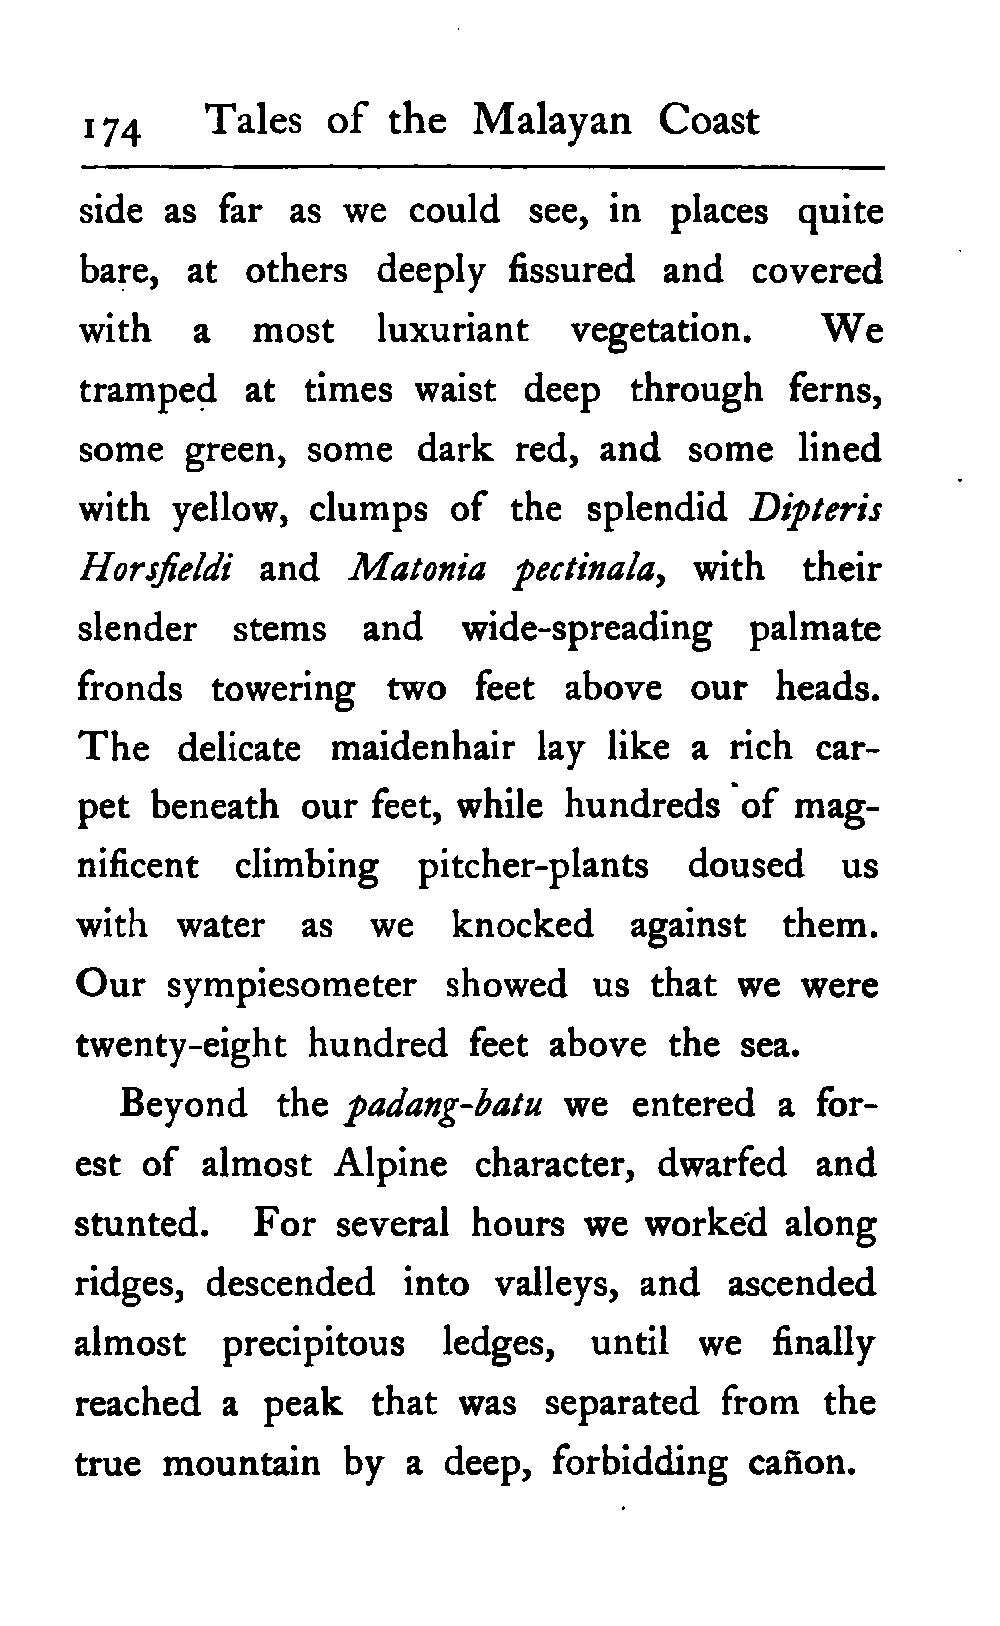 174 Tales of the Malayan Coast
side as far as we could see, in places quite
bare, at others deeply fissured and covered
with a most luxuriant vegetation. We
tramped at times waist deep through ferns,
some green, some dark red, and some lined
with yellow, clumps of the splendid Dipteris
Horsfieldi and Matonia pectinala, with their
slender stems and wide-spreading palmate
fronds towering two feet above our heads.
The delicate maidenhair lay like a rich car-
pet beneath our feet, while hundreds of mag-
nificent climbing pitcher-plants doused us
with water as we knocked against them.
Our sympiesometer showed us that we were
twenty-eight hundred feet above the sea.
Beyond the padang-batu we entered a for-
est of almost Alpine character, dwarfed and
stunted. For several hours we worked along
ridges, descended into valleys, and ascended
almost precipitous ledges, until we finally
reached a peak that was separated from the
true mountain by a deep, forbidding cañon.